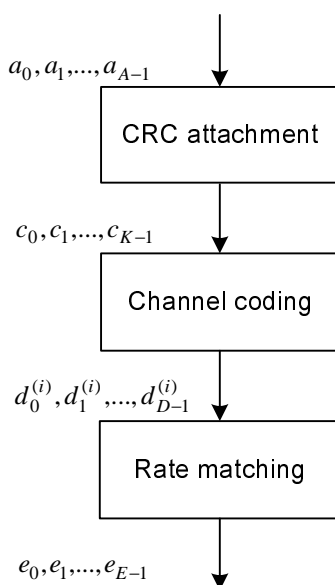 a_0, a_1,..., a_{A-1}
CRC attachment
c_0, c_1,..., c_{K-1}
Channel coding
d_0^{(i)}, d_1^{(i)},..., d_{D-1}^{(i)}
Rate matching
e_0, e_1,..., e_{E-1}